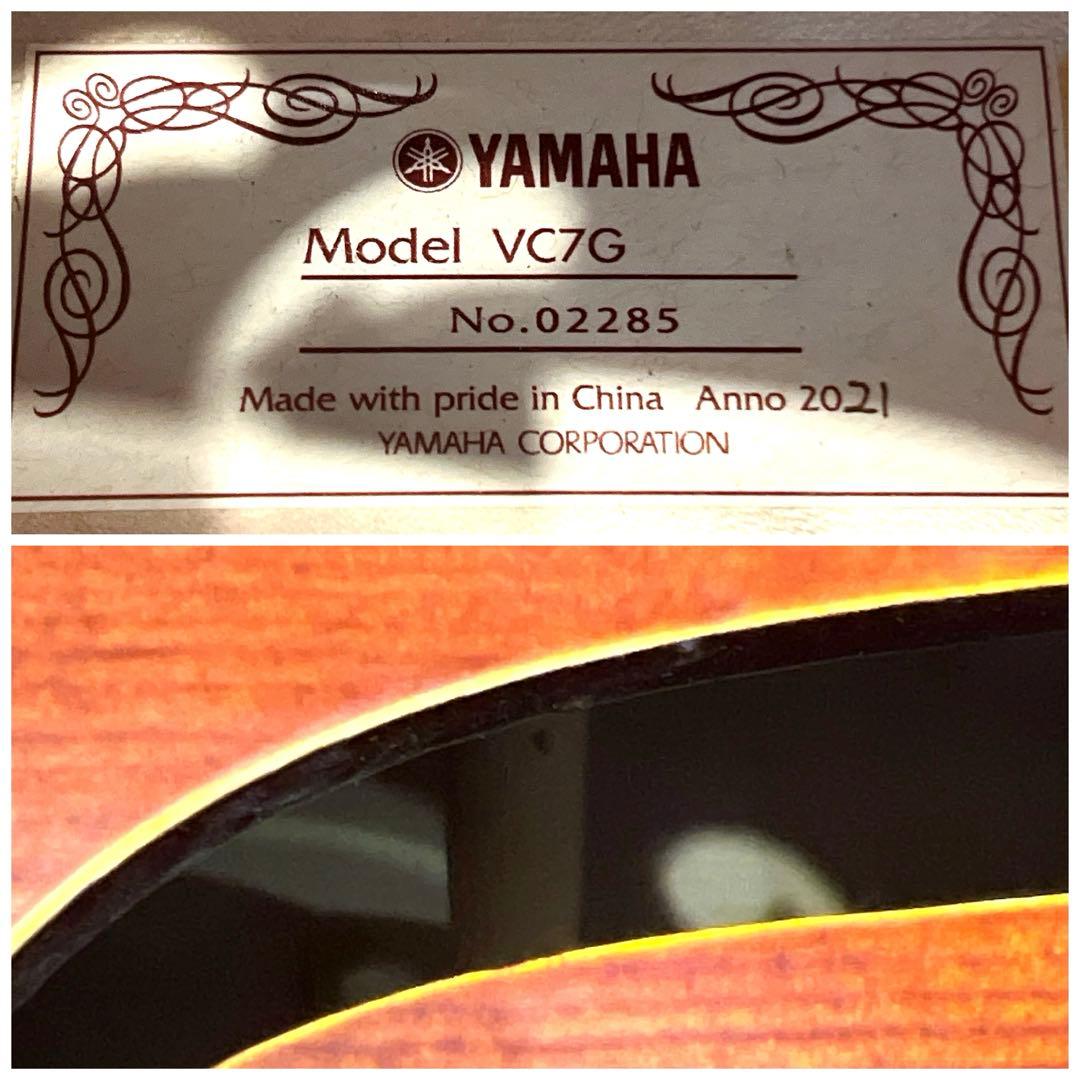 YAMAHA
Model VC7G
No.02285
Made with pride in China Anno 2021
YAMAHA CORPORATION